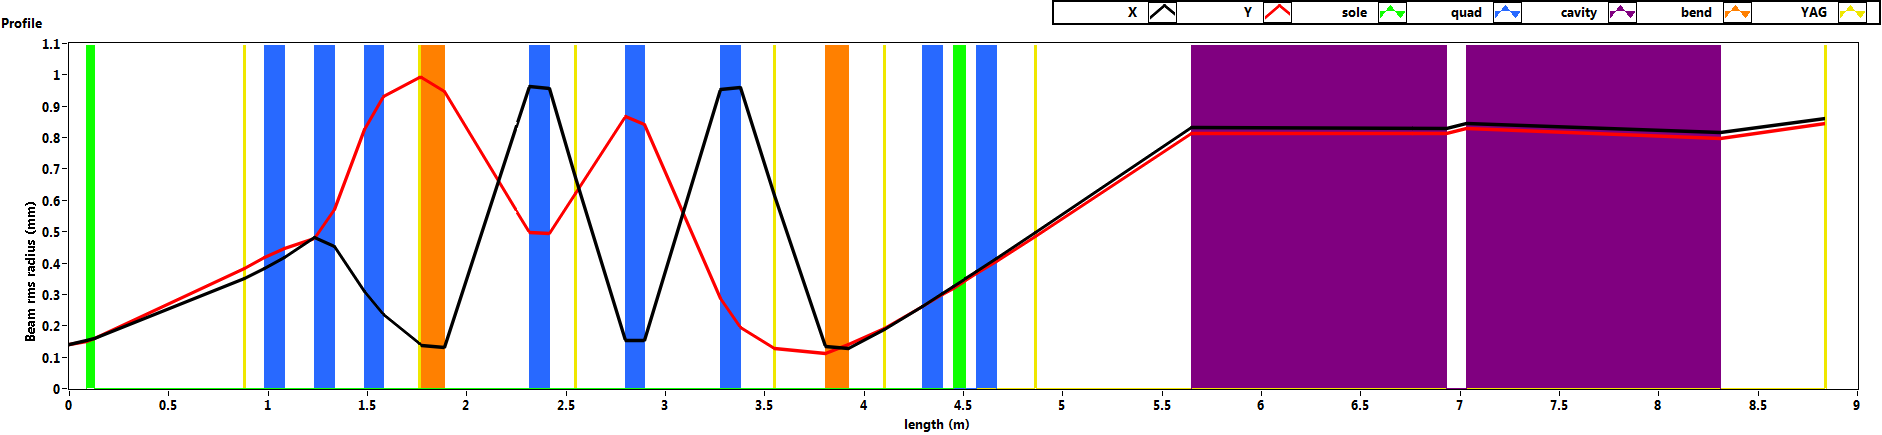 X Y sole quad cavity bend YAG
Profile
1.1
1
0.9
0.8
0.7
0.6
0.5
0.4
0.3
0.2
0.1
0
Beam rms radius (mm)
0 0.5 1 1.5 2 2.5 3 3.5 4 4.5 5 5.5 6 6.5 7 7.5 8 8.5 9
length (m)